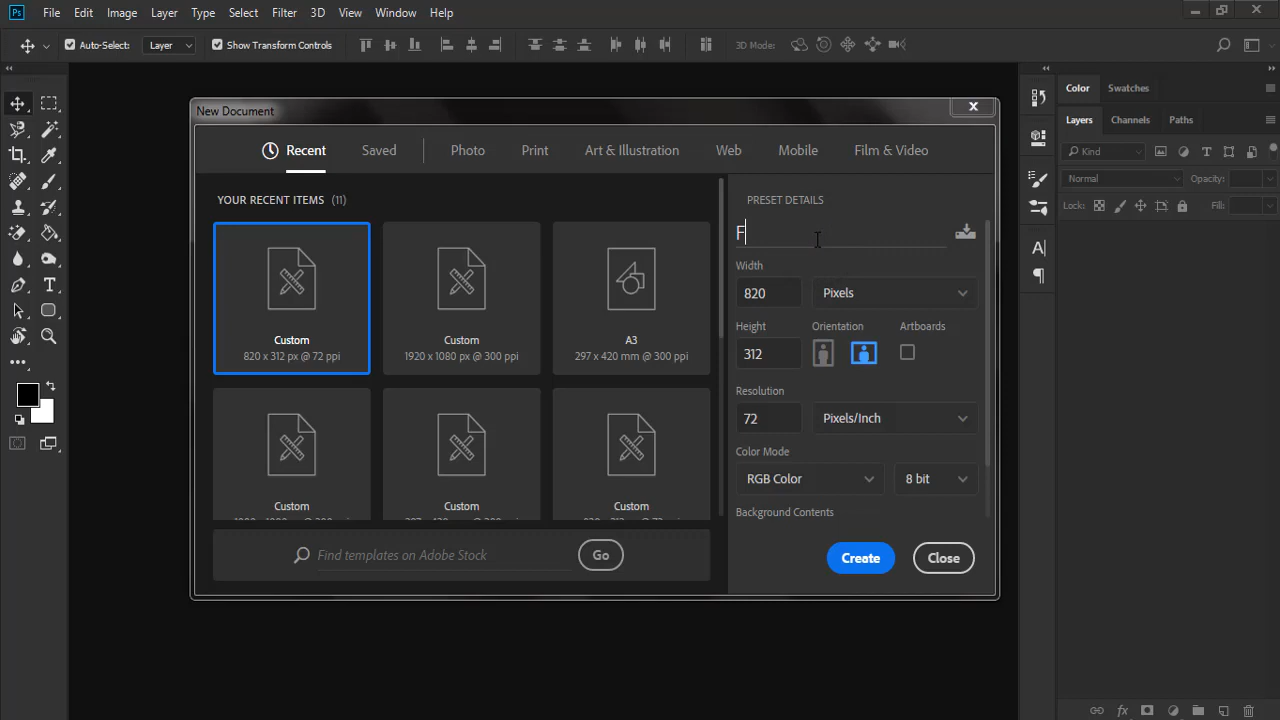 Ps File Edit Image Layer Type Select Filter 3D View Window Help
Auto-Select: Layer Show Transform Controls 3D Mode:
New Document
Recent Saved Photo Print Art & Illustration Web Mobile Film & Video
YOUR RECENT ITEMS (11)
Custom
820 x 312 px @ 72 ppi
Custom
1920 x 1080 px @ 300 ppi
A3
297 x 420 mm @ 300 ppi
Custom
Custom
Custom
Find templates on Adobe Stock Go
PRESET DETAILS
F
Width
820 Pixels
Height Orientation Artboards
312
Resolution
72 Pixels/Inch
Color Mode
RGB Color 8 bit
Background Contents
Create Close
Color Swatches
Layers Channels Paths
Kind
Normal Opacity:
Lock: Fill: